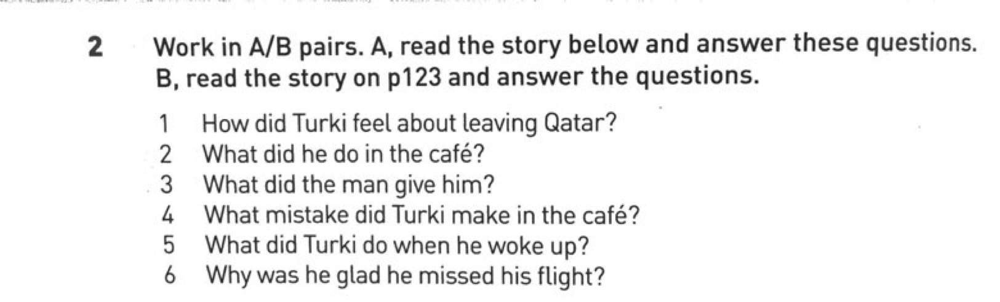 2 Work in A/B pairs. A, read the story below and answer these questions.
B, read the story on p123 and answer the questions.
1 How did Turki feel about leaving Qatar?
2 What did he do in the café?
3 What did the man give him?
4 What mistake did Turki make in the café?
5 What did Turki do when he woke up?
6 Why was he glad he missed his flight?